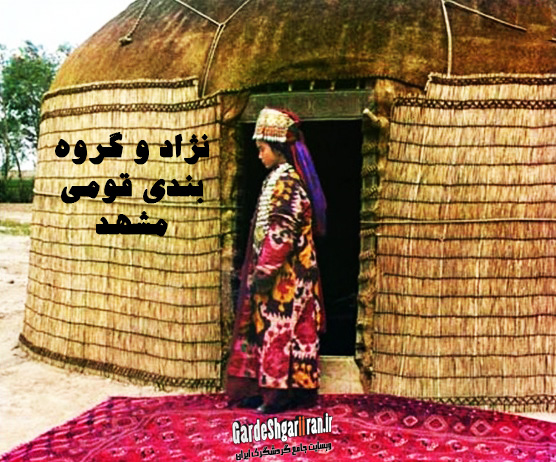 نژاد و گروه
بندی قومی
مشهد
GardeshgarIIran.ir
وبسایت جامع گردشگری ایران